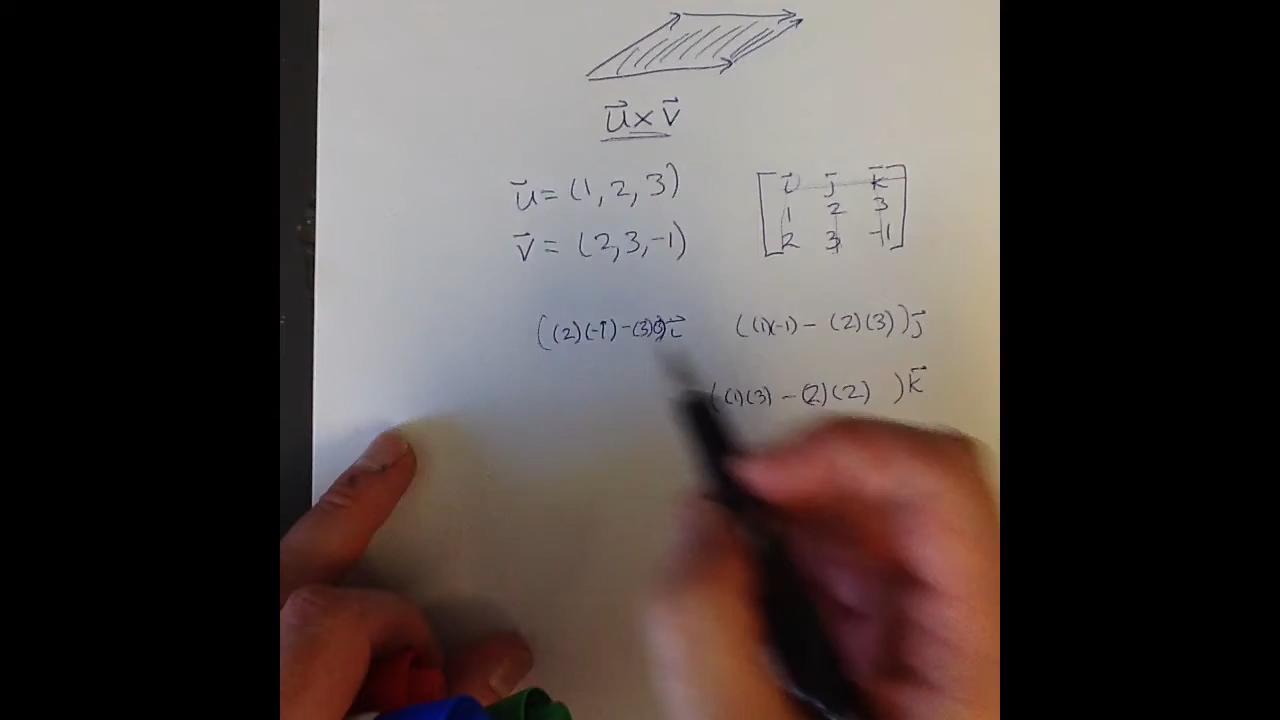 u⃗ x v⃗
u⃗ = (1, 2, 3)
v⃗ = (2, 3, -1)
i⃗ j⃗ k⃗
1 2 3
2 3 -1
((2)(-1) - (3)(3))i⃗ ((1)(-1) - (2)(3))j⃗
((1)(3) - (2)(2) )k⃗